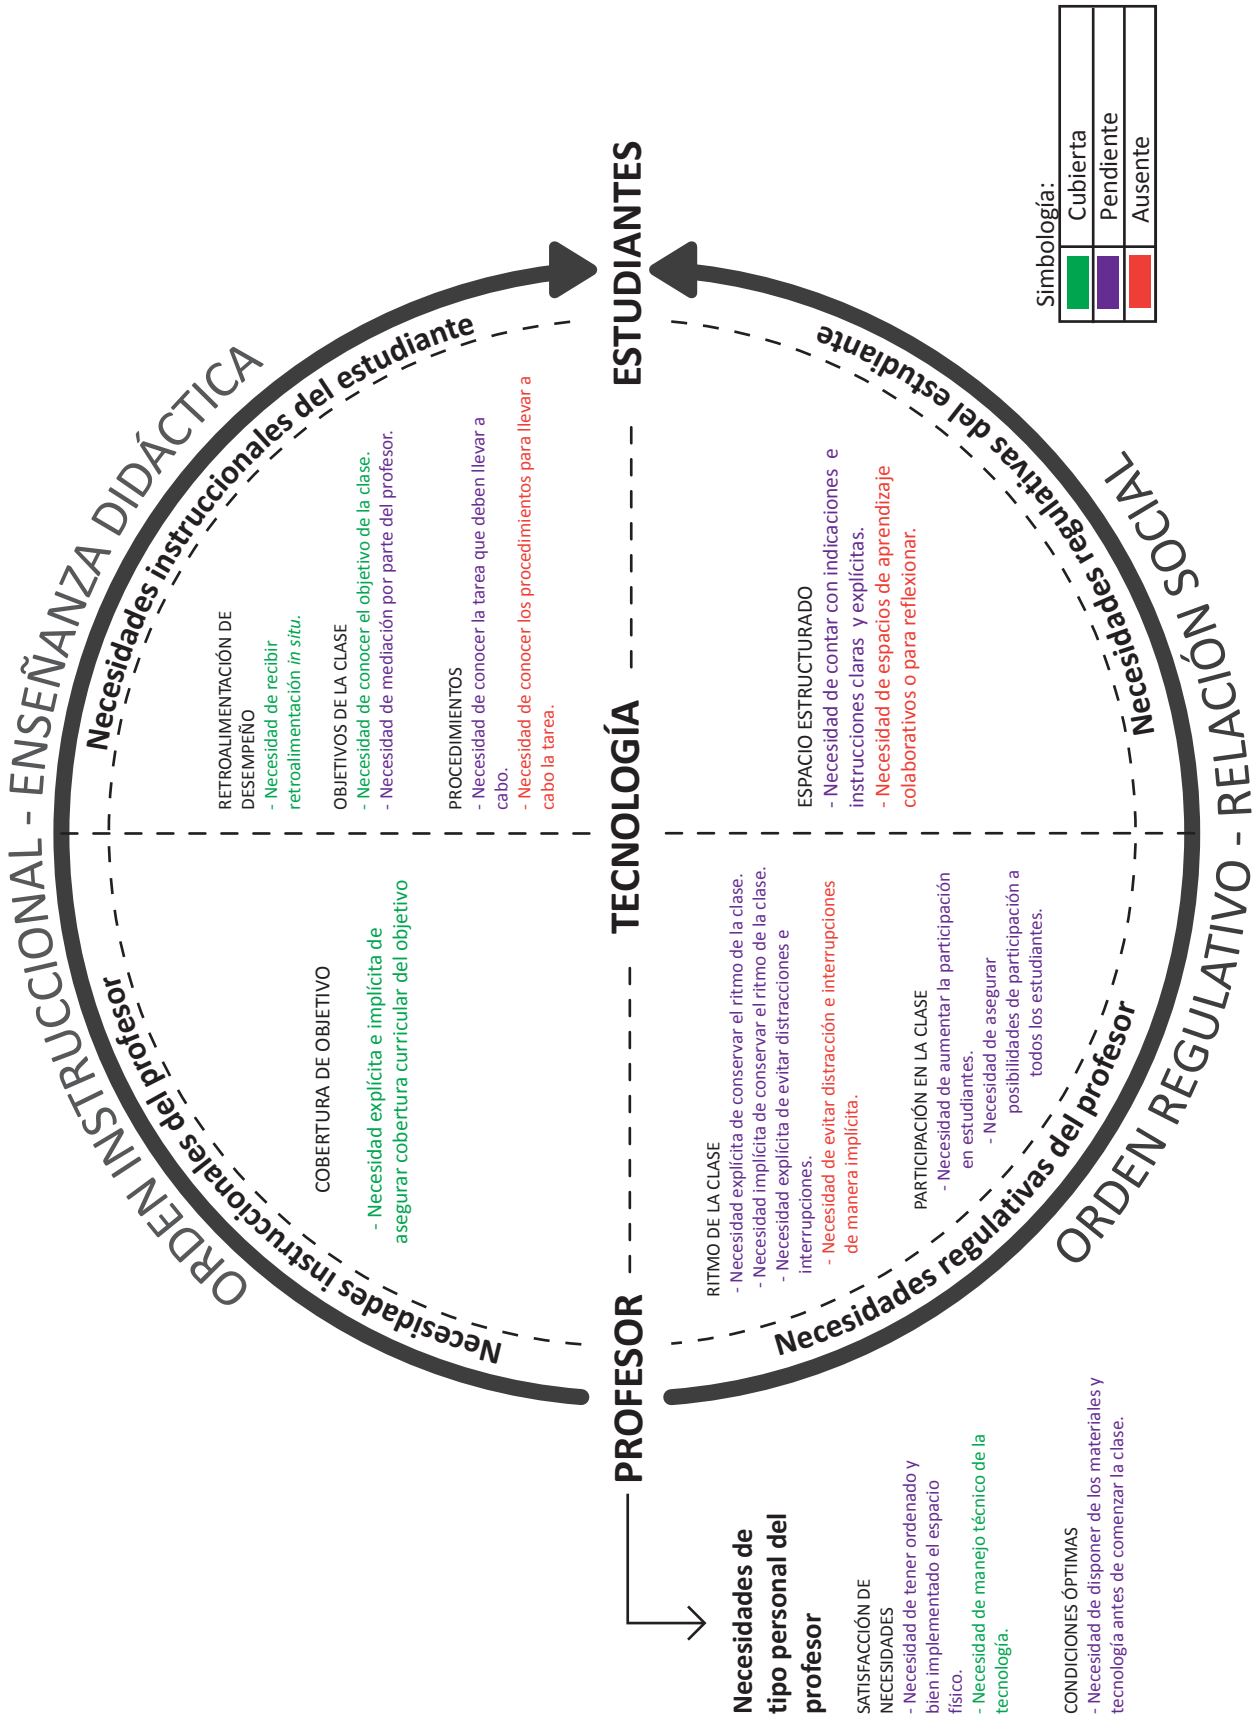 ORDEN INSTRUCCIONAL - ENSEÑANZA DIDÁCTICA
Necesidades instruccionales del profesor
Necesidades instruccionales del estudiante
COBERTURA DE OBJETIVO
- Necesidad explícita e implícita de
asegurar cobertura curricular del objetivo
RETROALIMENTACIÓN DE
DESEMPEÑO
- Necesidad de recibir
retroalimentación in situ.
OBJETIVOS DE LA CLASE
- Necesidad de conocer el objetivo de la clase.
- Necesidad de mediación por parte del profesor.
PROCEDIMIENTOS
- Necesidad de conocer la tarea que deben llevar a
cabo.
- Necesidad de conocer los procedimientos para llevar a
cabo la tarea.
PROFESOR
TECNOLOGÍA
ESTUDIANTES
Necesidades de
tipo personal del
profesor
SATISFACCIÓN DE
NECESIDADES
- Necesidad de tener ordenado y
bien implementado el espacio
físico.
- Necesidad de manejo técnico de la
tecnología.
CONDICIONES ÓPTIMAS
- Necesidad de disponer de los materiales y
tecnología antes de comenzar la clase.
RITMO DE LA CLASE
- Necesidad explícita de conservar el ritmo de la clase.
- Necesidad implícita de conservar el ritmo de la clase.
- Necesidad explícita de evitar distracciones e
interrupciones.
- Necesidad de evitar distracción e interrupciones
de manera implícita.
PARTICIPACIÓN EN LA CLASE
- Necesidad de aumentar la participación
en estudiantes.
- Necesidad de asegurar
posibilidades de participación a
todos los estudiantes.
ESPACIO ESTRUCTURADO
- Necesidad de contar con indicaciones e
instrucciones claras y explícitas.
- Necesidad de espacios de aprendizaje
colaborativos o para reflexionar.
Necesidades regulativas del profesor
Necesidades regulativas del estudiante
ORDEN REGULATIVO - RELACIÓN SOCIAL
Simbología:
Cubierta
Pendiente
Ausente